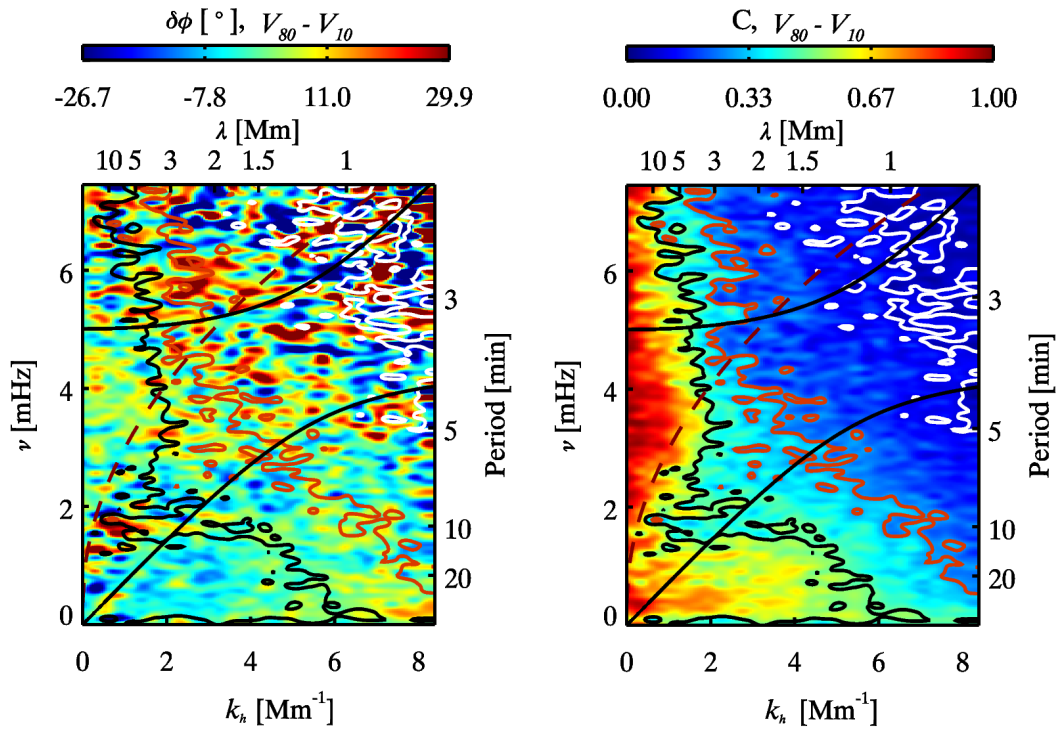 δϕ [ ° ], V80 - V10
-26.7 -7.8 11.0 29.9
λ [Mm]
10 5 3 2 1.5 1
6
4
2
0
ν [mHz]
3
5
10
20
Period [min]
0 2 4 6 8
kh [Mm-1]
C, V80 - V10
0.00 0.33 0.67 1.00
λ [Mm]
10 5 3 2 1.5 1
6
4
2
0
ν [mHz]
3
5
10
20
Period [min]
0 2 4 6 8
kh [Mm-1]